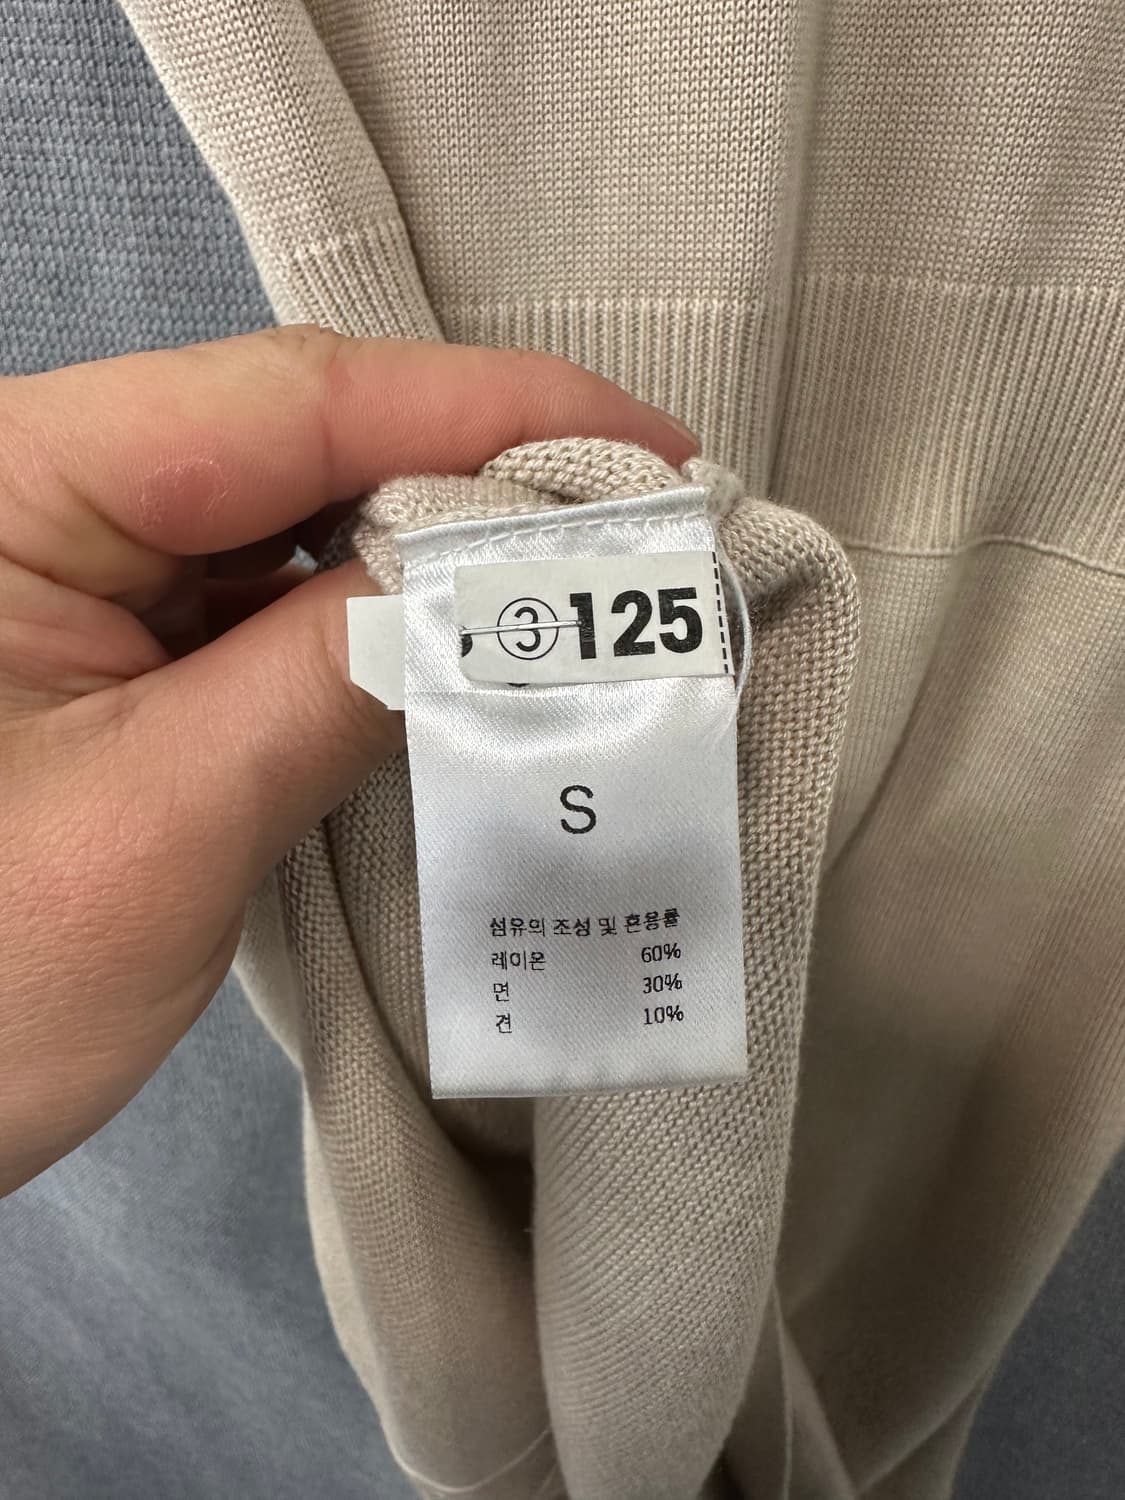 ③125
S
섬유의 조성 및 혼용률
레이온 60%
면 30%
견 10%